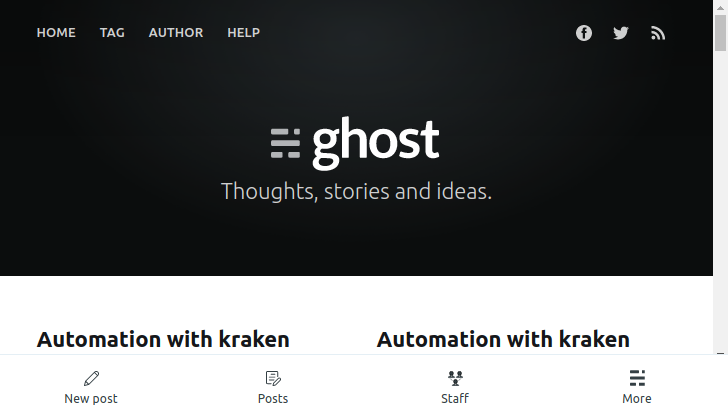 HOME TAG AUTHOR HELP
ghost
Thoughts, stories and ideas.
Automation with kraken Automation with kraken
New post Posts Staff More